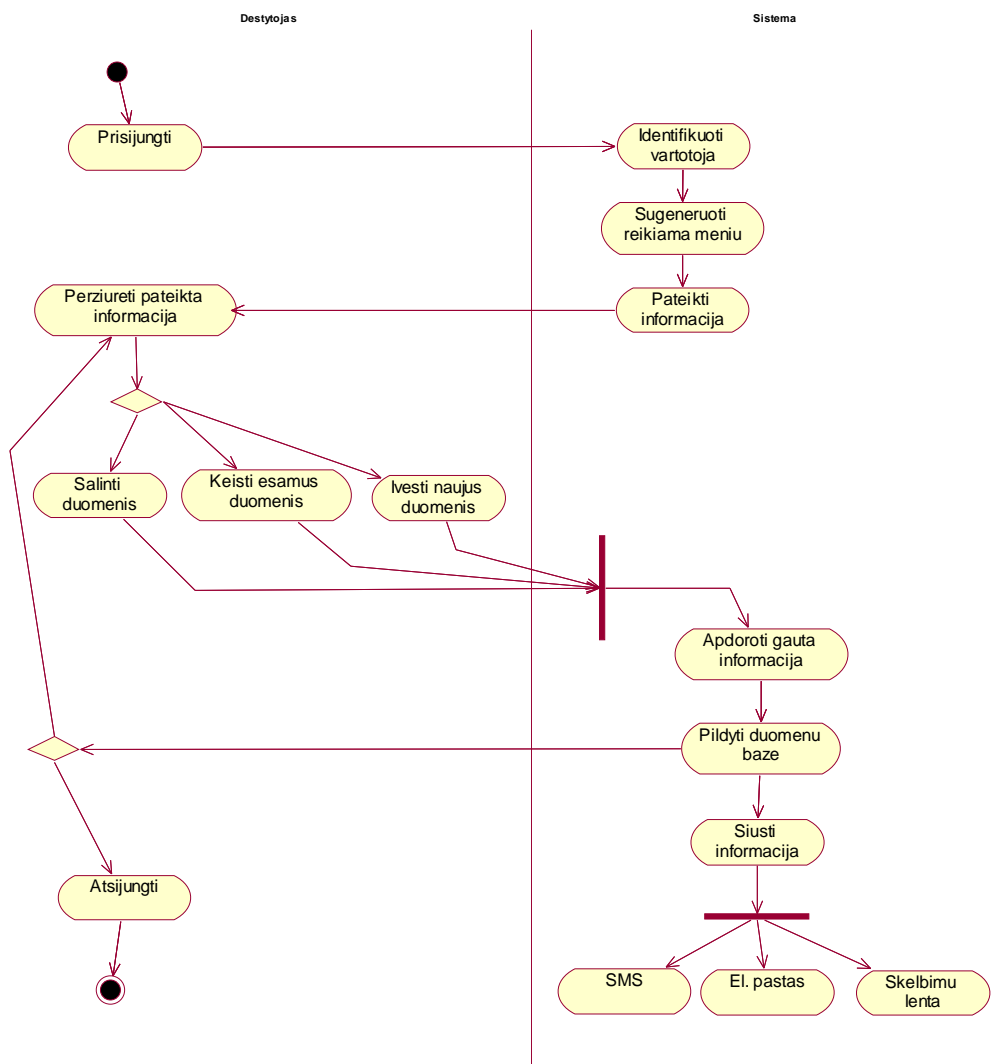 Destytojas
Sistema
Prisijungti
Identifikuoti
vartotoja
Sugeneruoti
reikiama meniu
Perziureti pateikta
informacija
Pateikti
informacija
Salinti
duomenis
Keisti esamus
duomenis
Ivesti naujus
duomenis
Apdoroti gauta
informacija
Pildyti duomenu
baze
Siusti
informacija
Atsijungti
SMS
El. pastas
Skelbimu
lenta